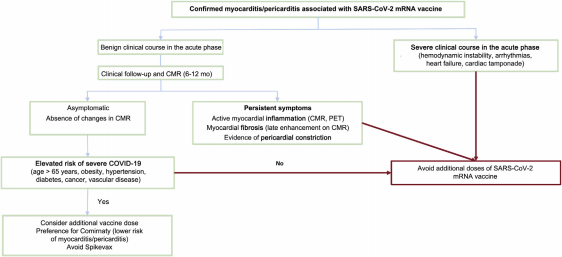 Confirmed myocarditis/pericarditis associated with SARS-CoV-2 mRNA vaccine
Benign clinical course in the acute phase
Severe clinical course in the acute phase
(hemodynamic instability, arrhythmias,
heart failure, cardiac tamponade)
Clinical follow-up and CMR (6-12 mo)
Asymptomatic
Absence of changes in CMR
Persistent symptoms
Active myocardial inflammation (CMR, PET)
Myocardial fibrosis (late enhancement on CMR)
Evidence of pericardial constriction
Elevated risk of severe COVID-19
(age > 65 years, obesity, hypertension,
diabetes, cancer, vascular disease)
No
Avoid additional doses of SARS-CoV-2
mRNA vaccine
Yes
Consider additional vaccine dose
Preference for Comirnaty (lower risk
of myocarditis/pericarditis)
Avoid Spikevax